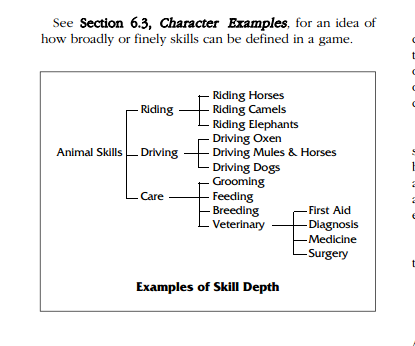 See Section 6.3, Character Examples, for an idea of
how broadly or finely skills can be defined in a game.
Riding Horses
Riding Riding Camels
Riding Elephants
Driving Oxen
Animal Skills Driving Driving Mules & Horses
Driving Dogs
Grooming
Care Feeding
Breeding First Aid
Veterinary Diagnosis
Medicine
Surgery
Examples of Skill Depth